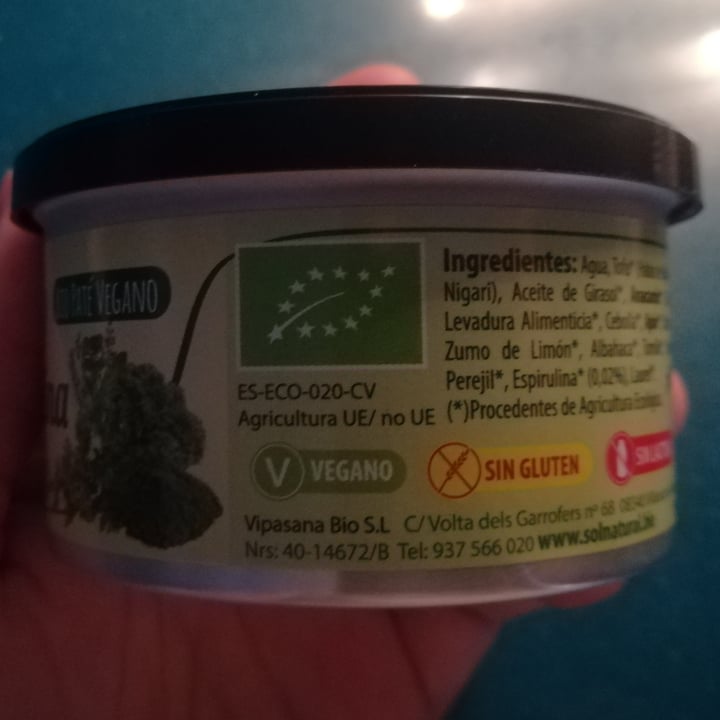 Paté Vegano
Ingredientes: Agua, Tofu*
Nigari), Aceite de Girasol*,
Levadura Alimenticia*, Cebolla*,
Zumo de Limón*, Albahaca*,
Perejil*, Espirulina* (0,02%), Laurel*.
(*)Procedentes de Agricultura Ecológica.
ES-ECO-020-CV
Agricultura UE/ no UE
V VEGANO
SIN GLUTEN
SIN
Vipasana Bio S.L C/ Volta dels Garrofers nº 68
Nrs: 40-14672/B Tel: 937 566 020 www.solnatural.bio